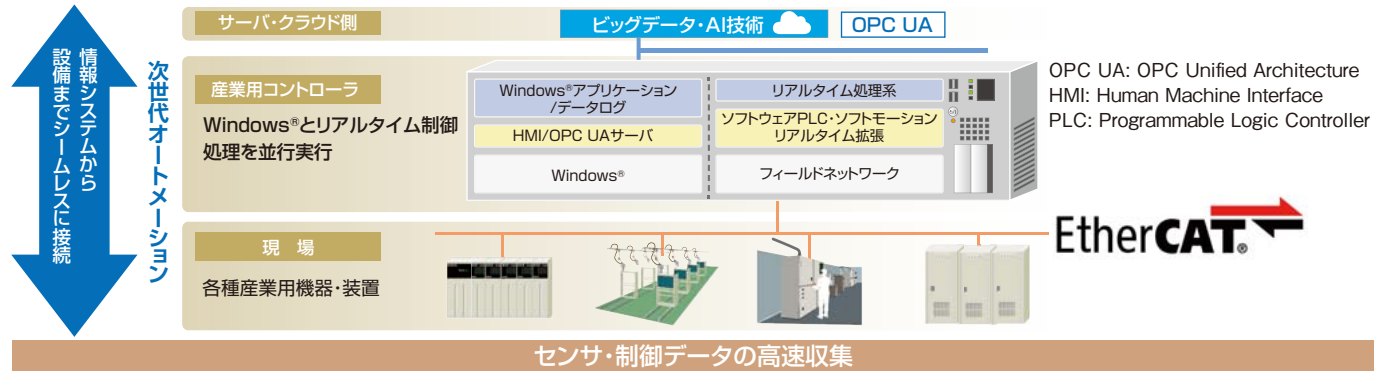 サーバ・クラウド側
ビッグデータ・AI技術
OPC UA
情報システムから
設備までシームレスに接続
次世代オートメーション
産業用コントローラ
Windows®とリアルタイム制御
処理を並行実行
Windows®アプリケーション
/データログ
HMI/OPC UAサーバ
Windows®
リアルタイム処理系
ソフトウェアPLC・ソフトモーション
リアルタイム拡張
フィールドネットワーク
OPC UA: OPC Unified Architecture
HMI: Human Machine Interface
PLC: Programmable Logic Controller
現 場
各種産業用機器・装置
EtherCAT®
センサ・制御データの高速収集